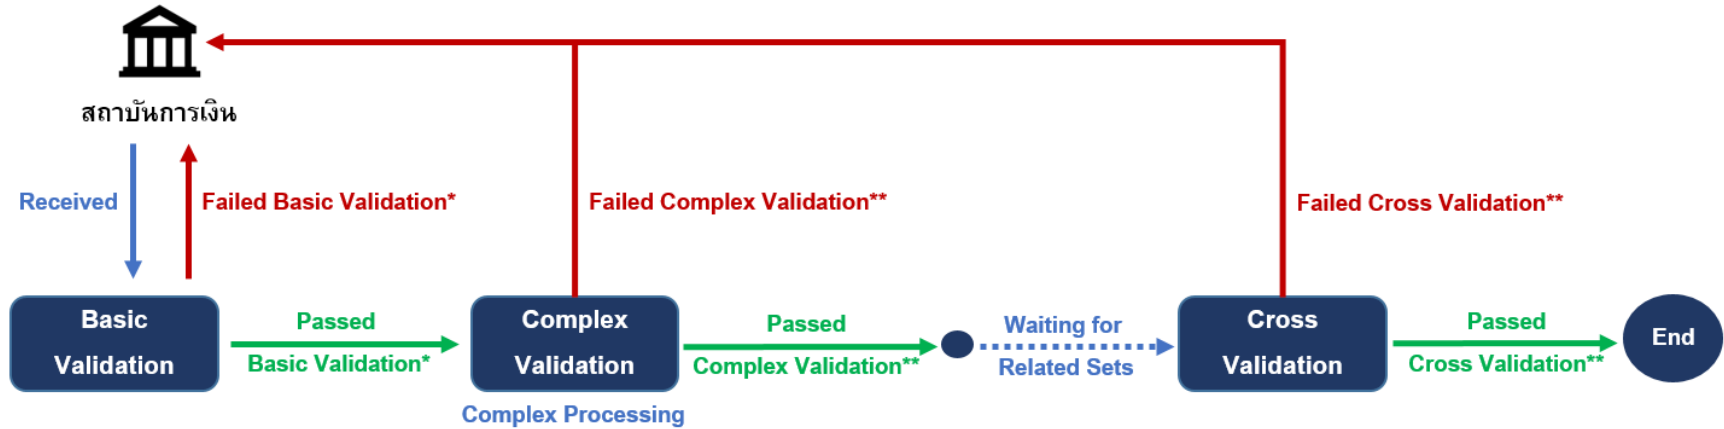 สถาบันการเงิน
Received
Failed Basic Validation*
Failed Complex Validation**
Failed Cross Validation**
Basic
Validation
Passed
Basic Validation*
Complex
Validation
Complex Processing
Passed
Complex Validation**
Waiting for
Related Sets
Cross
Validation
Passed
Cross Validation**
End